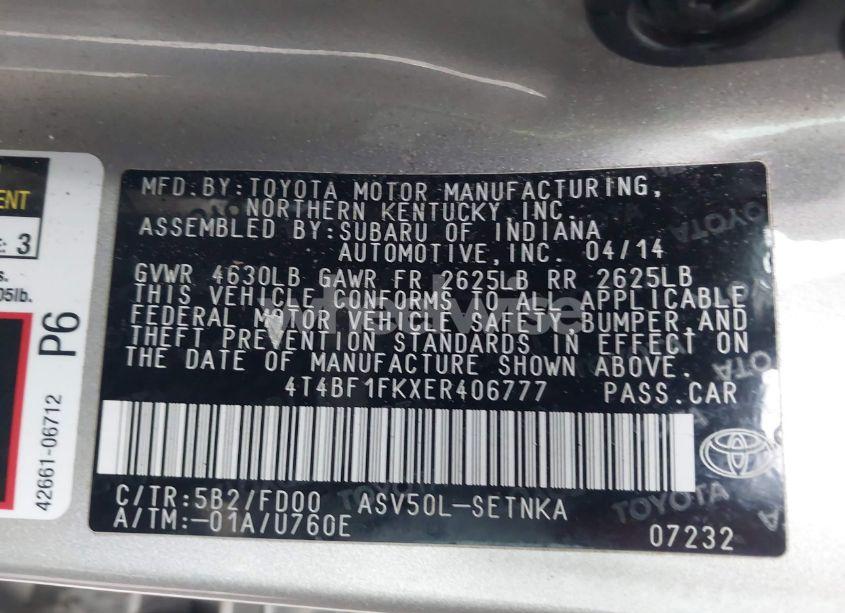 ENT
: 3
s.
05lb.
P6
42661-06712
MFD.BY:TOYOTA MOTOR MANUFACTURING,
NORTHERN KENTUCKY,INC.
ASSEMBLED BY:SUBARU OF INDIANA
AUTOMOTIVE,INC. 04/14
GVWR 4630LB GAWR FR 2625LB RR 2625LB
THIS VEHICLE CONFORMS TO ALL APPLICABLE
FEDERAL MOTOR VEHICLE SAFETY,BUMPER,AND
THEFT PREVENTION STANDARDS IN EFFECT ON
THE DATE OF MANUFACTURE SHOWN ABOVE.
4T4BF1FKXER406777 PASS.CAR
C/TR:5B2/FD00 ASV50L-SETNKA
A/TM:-01A/U760E
07232
TOYOTA
TOYOTA